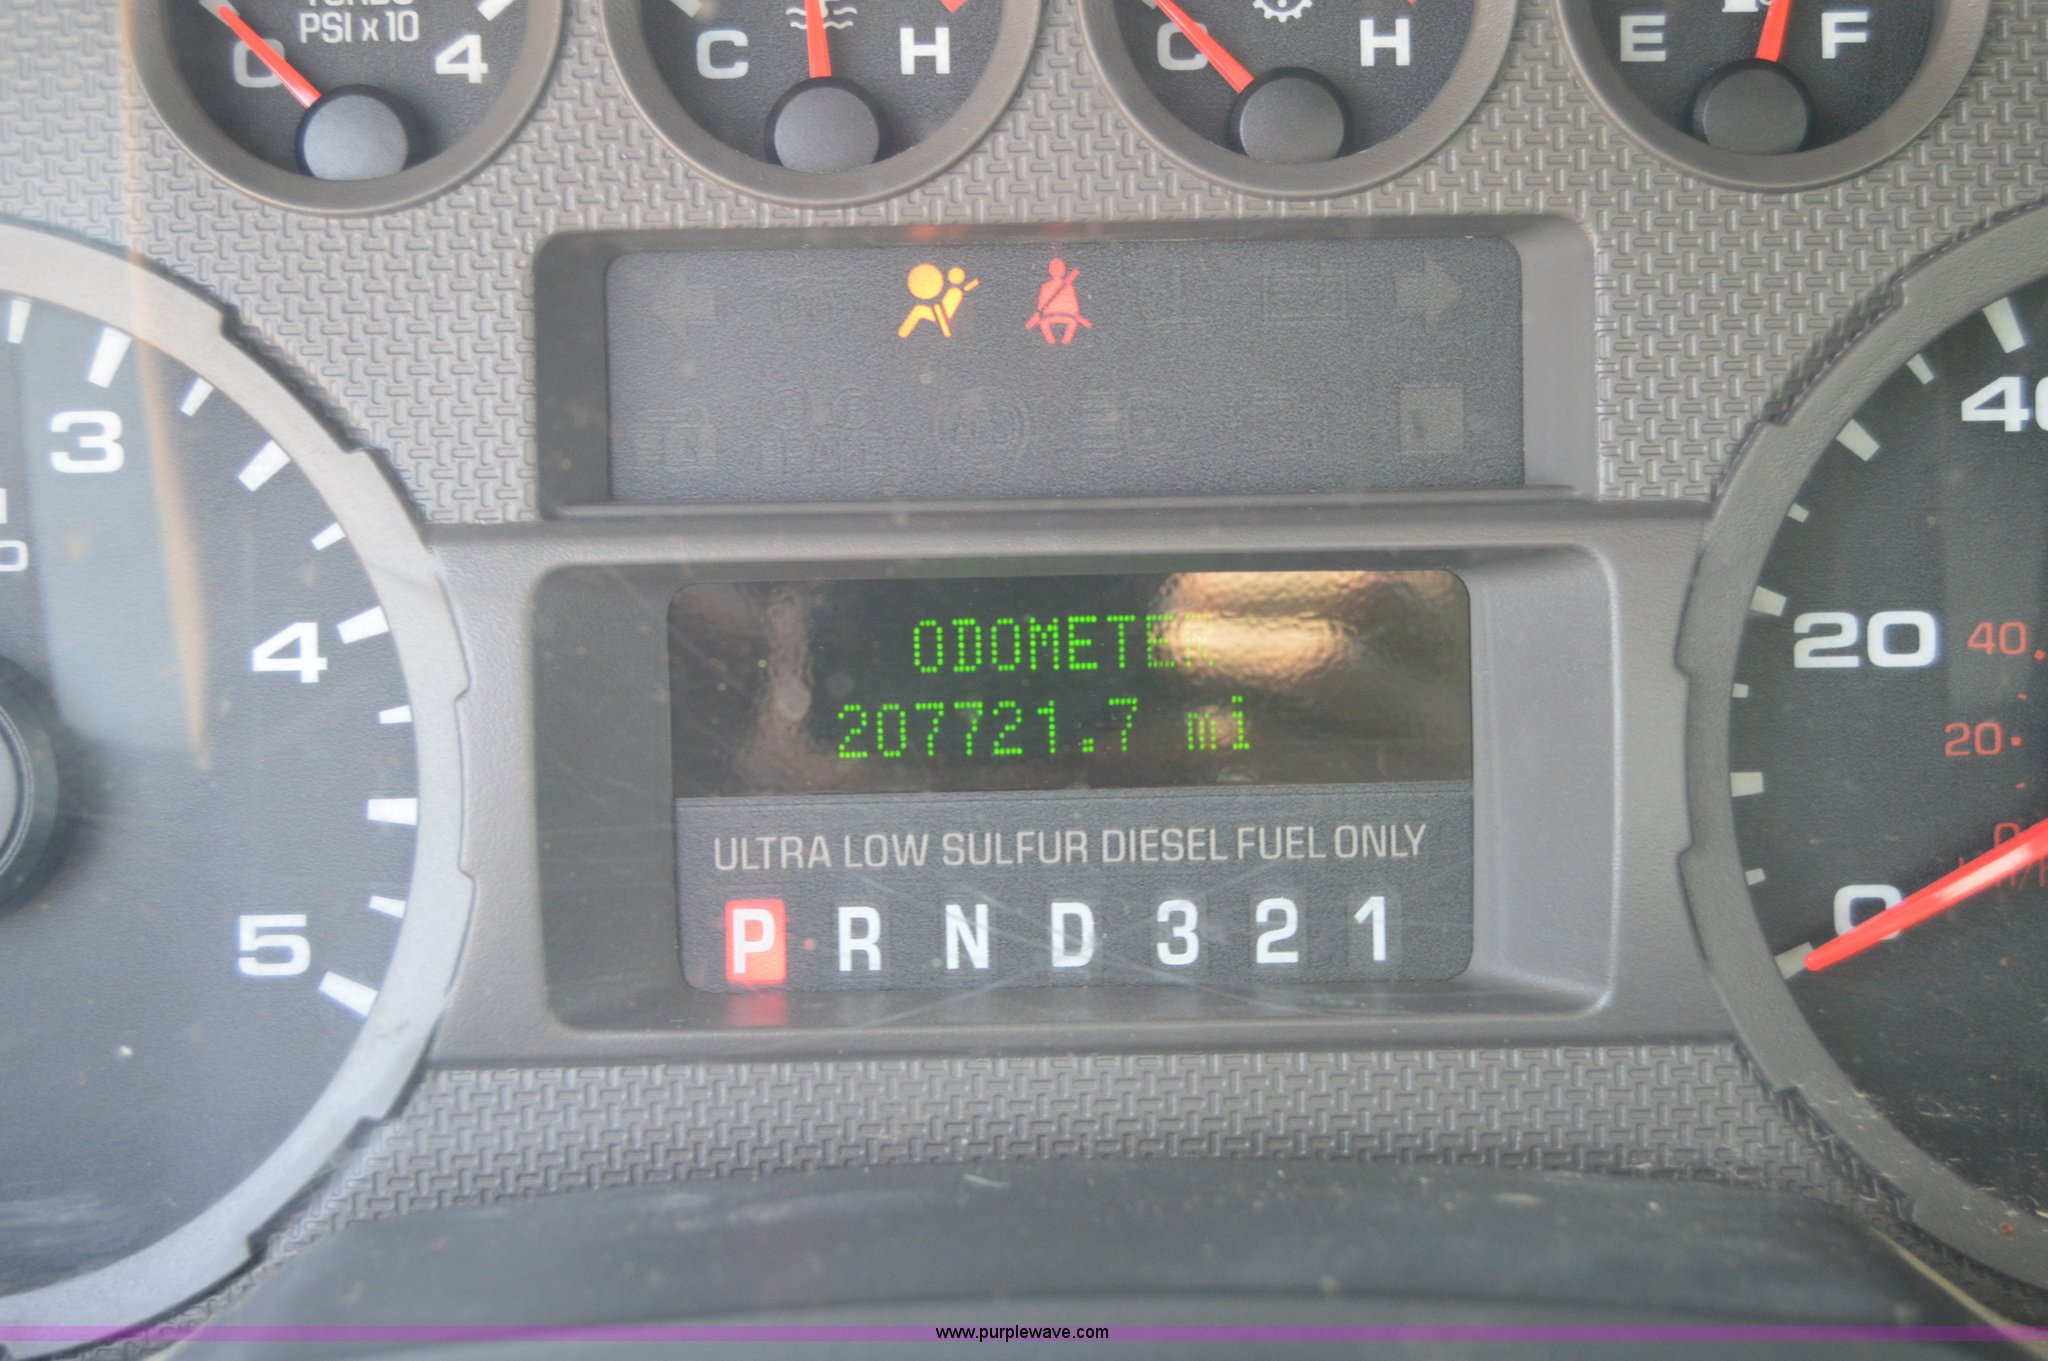 PSI x 10
0 4
C H
C H
E F
3
4
5
40
20
40
20
0
0
ODOMETER
207721.7 mi
ULTRA LOW SULFUR DIESEL FUEL ONLY
P R N D 3 2 1
www.purplewave.com